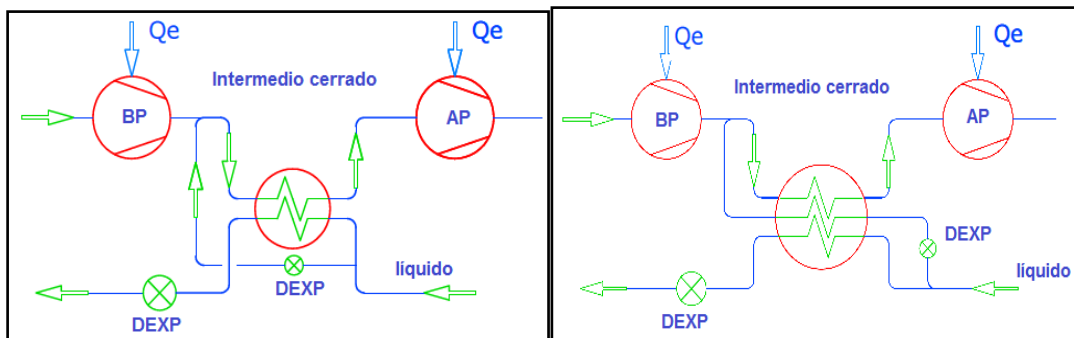 Qe
Qe
Intermedio cerrado
BP
AP
líquido
DEXP
DEXP
Qe
Qe
Intermedio cerrado
BP
AP
DEXP
líquido
DEXP